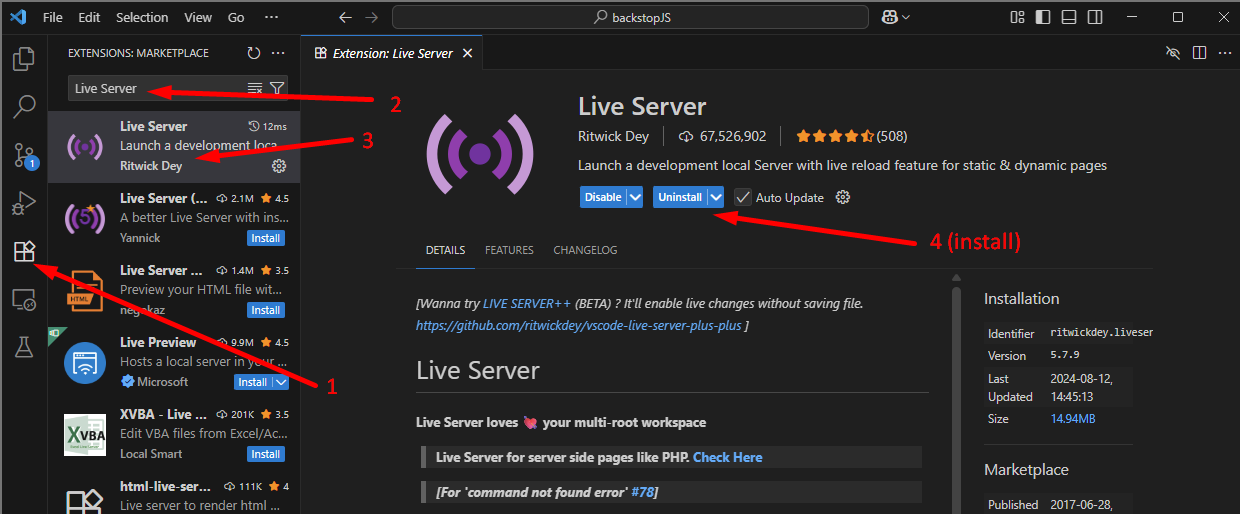 File Edit Selection View Go ···
backstopJS
EXTENSIONS: MARKETPLACE
Live Server
2
Live Server 12ms
Launch a development loca...
Ritwick Dey
3
Live Server (... 2.1M 4.5
A better Live Server with ins...
Yannick Install
5
1
Live Server ... 1.4M 3.5
Preview your HTML file wit...
negokaz Install
HTML
Live Preview 9.9M 4.5
Hosts a local server in your ...
Microsoft Install
1
XVBA - Live ... 201K 3.5
Edit VBA files from Excel/Ac...
Local Smart Install
XVBA
html-live-ser... 111K 4
Live server to render html ...
Extension: Live Server
Live Server
Ritwick Dey 67,526,902 (508)
Launch a development local Server with live reload feature for static & dynamic pages
Disable Uninstall Auto Update
4 (install)
DETAILS FEATURES CHANGELOG
[Wanna try LIVE SERVER++ (BETA) ? It'll enable live changes without saving file.
https://github.com/ritwickdey/vscode-live-server-plus-plus ]
Live Server
Live Server loves 💘 your multi-root workspace
Live Server for server side pages like PHP. Check Here
[For 'command not found error' #78]
Installation
Identifier ritwickdey.liveser
Version 5.7.9
Last 2024-08-12,
Updated 14:45:13
Size 14.94MB
Marketplace
Published 2017-06-28,